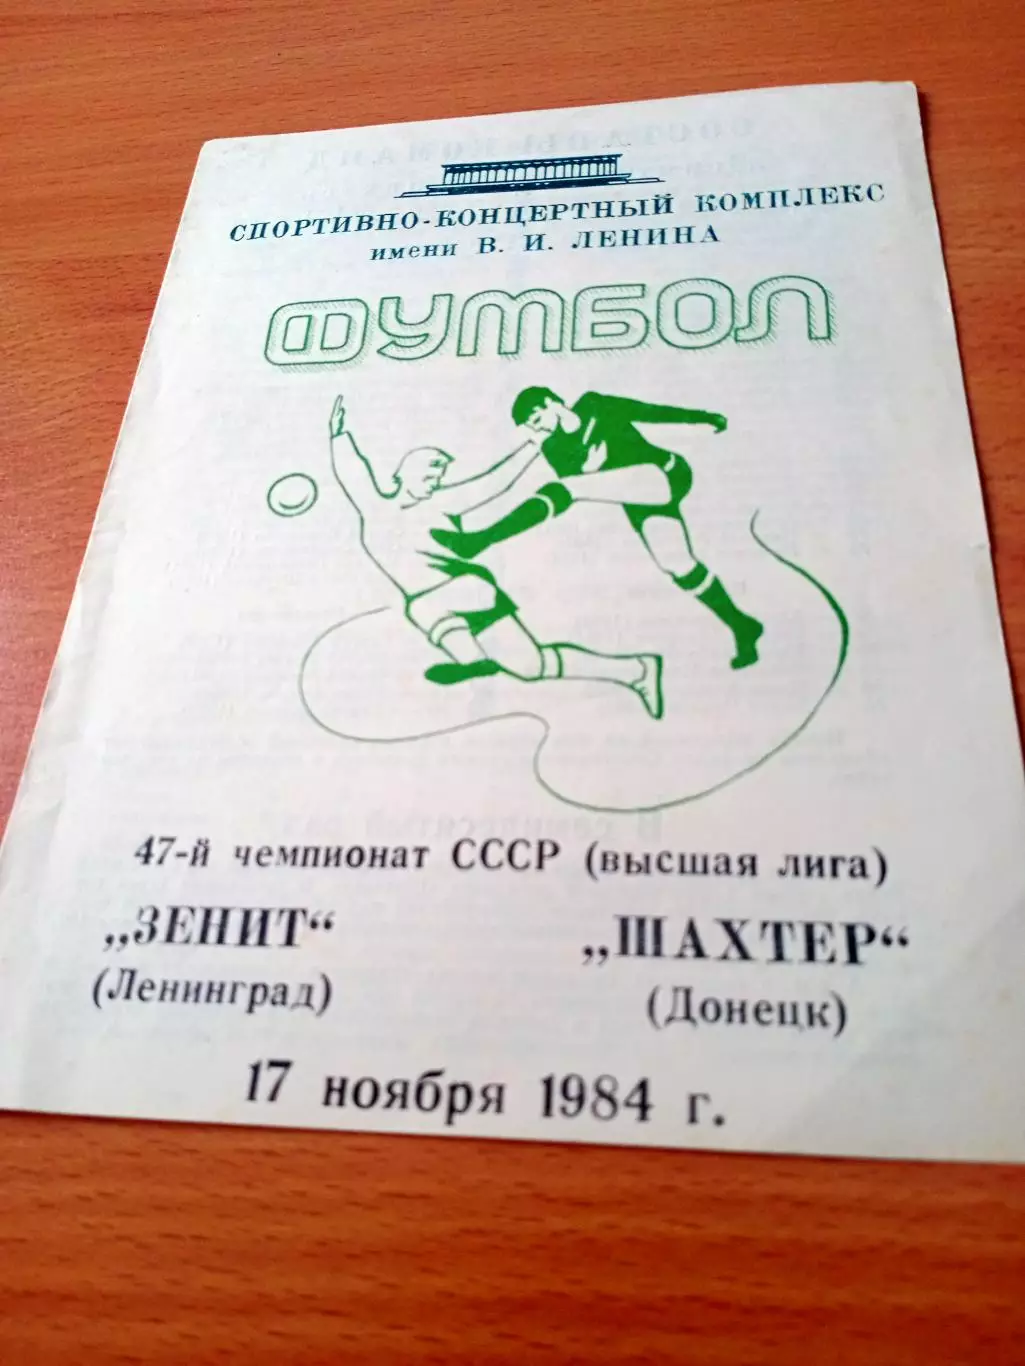 СПОРТИВНО-КОНЦЕРТНЫЙ КОМПЛЕКС
имени В. И. ЛЕНИНА
ФУТБОЛ
47-й чемпионат СССР (высшая лига)
„ЗЕНИТ“ „ШАХТЕР“
(Ленинград) (Донецк)
17 ноября 1984 г.